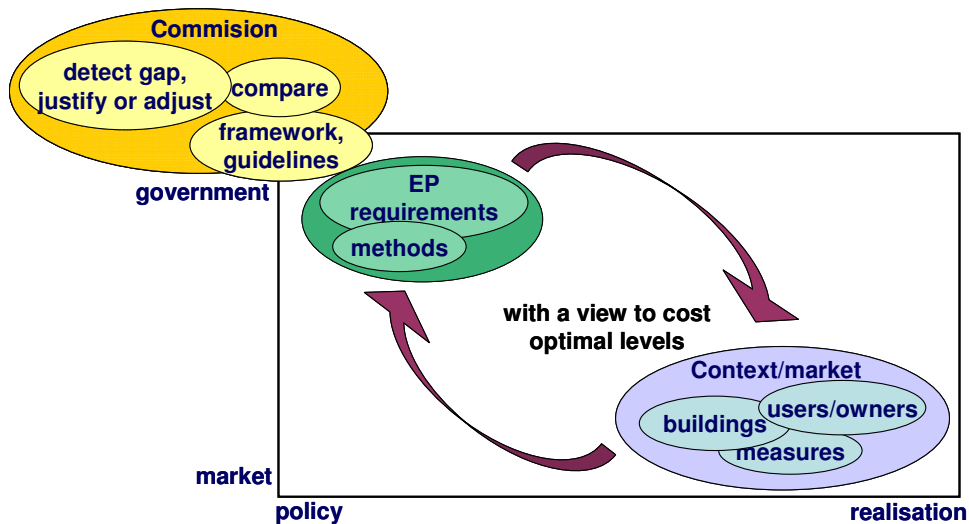 Commision
detect gap,
justify or adjust
compare
framework,
guidelines
government
EP
requirements
methods
with a view to cost
optimal levels
Context/market
users/owners
buildings
measures
market
policy
realisation